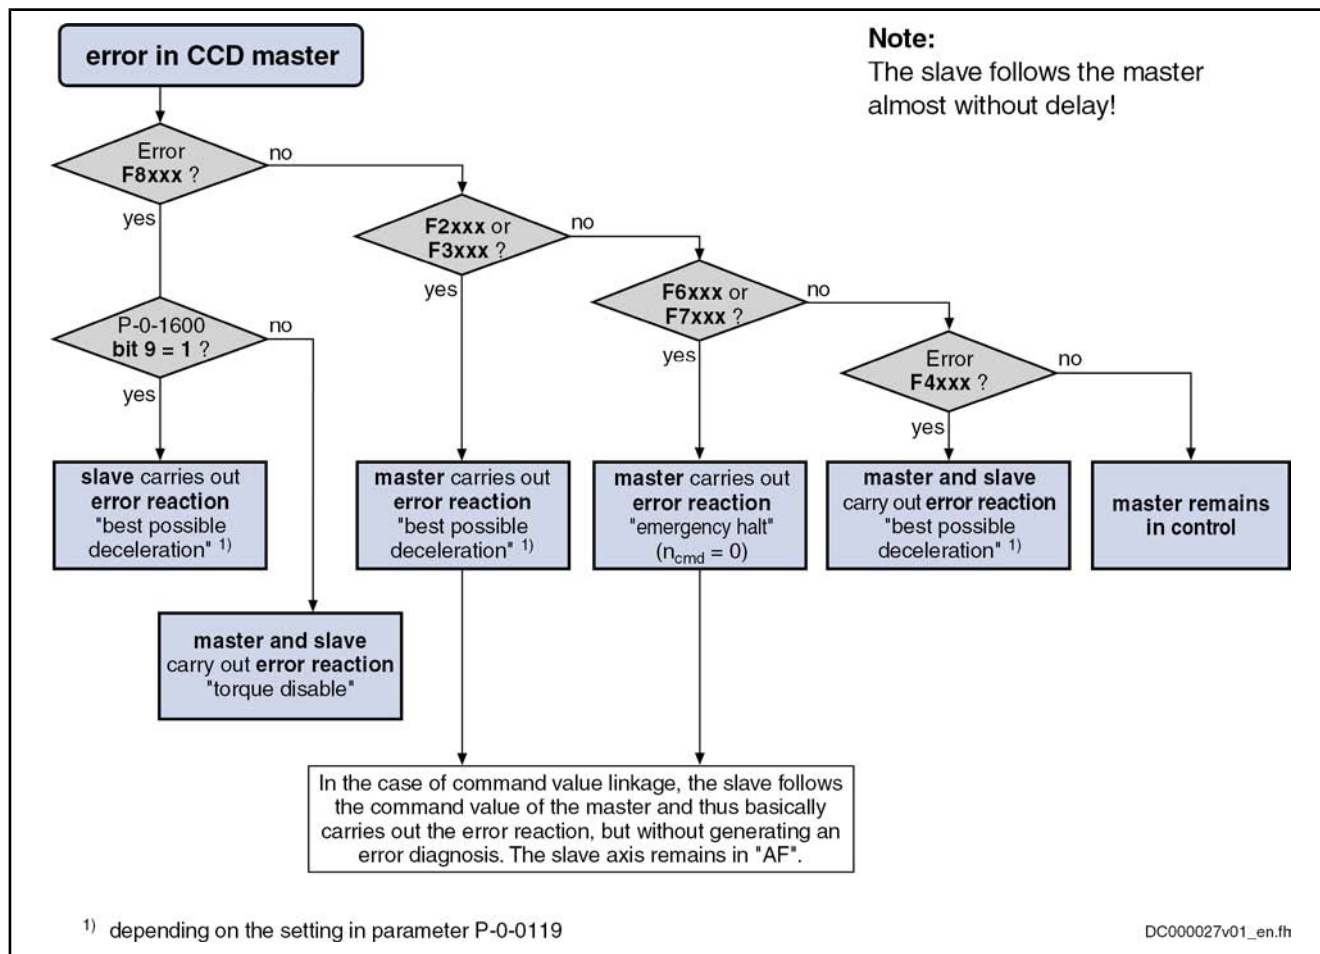 error in CCD master
Note:
The slave follows the master
almost without delay!
Error
F8xxx ?
no
yes
F2xxx or
F3xxx ?
no
yes
F6xxx or
F7xxx ?
no
yes
P-0-1600
bit 9 = 1 ?
no
yes
Error
F4xxx ?
no
yes
slave carries out
error reaction
"best possible
deceleration" 1)
master carries out
error reaction
"best possible
deceleration" 1)
master carries out
error reaction
"emergency halt"
(ncmd = 0)
master and slave
carry out error reaction
"best possible
deceleration" 1)
master remains
in control
master and slave
carry out error reaction
"torque disable"
In the case of command value linkage, the slave follows
the command value of the master and thus basically
carries out the error reaction, but without generating an
error diagnosis. The slave axis remains in "AF".
1) depending on the setting in parameter P-0-0119
DC000027v01_en.fh